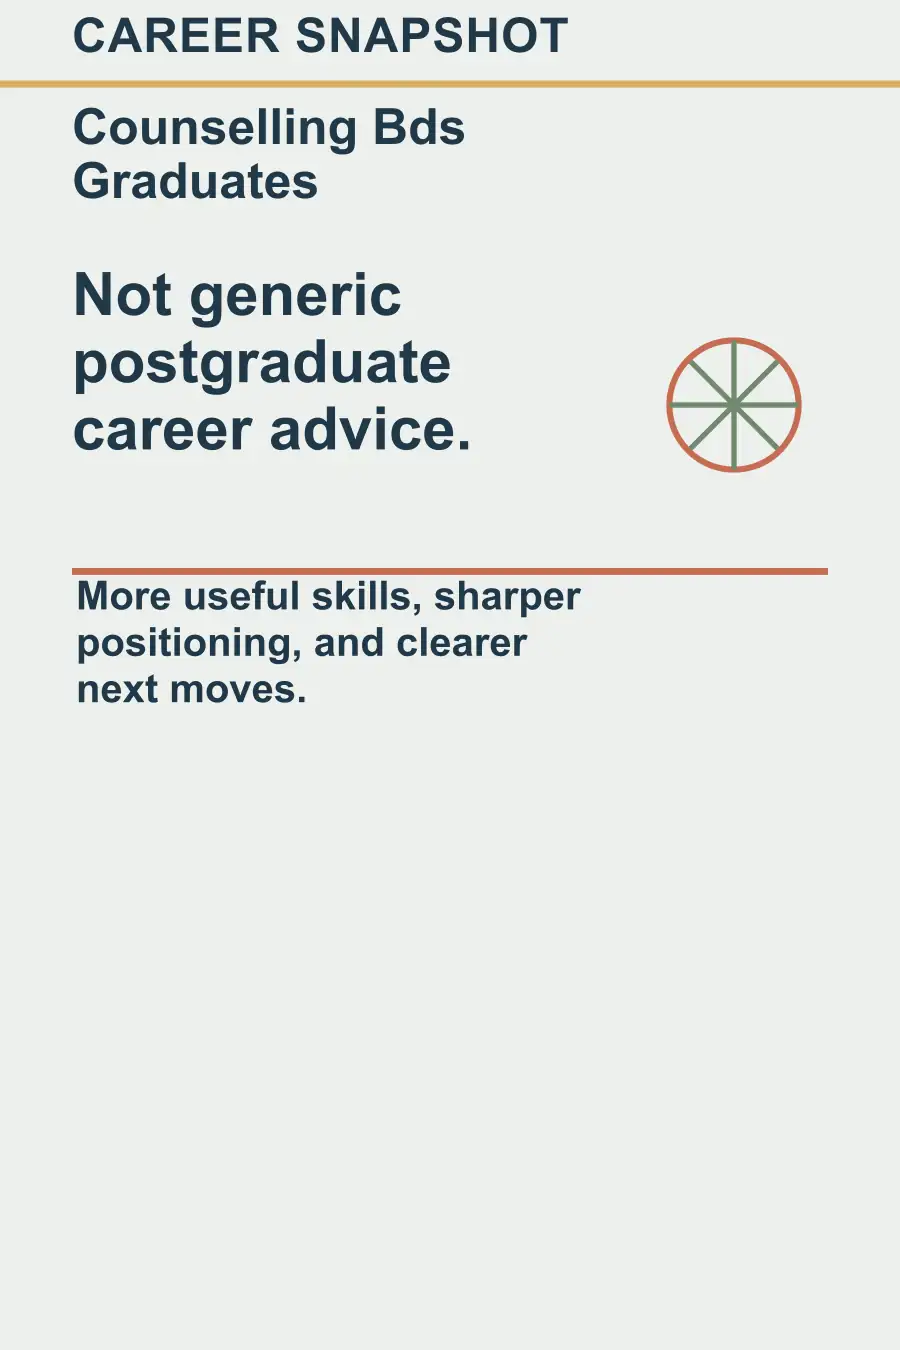 CAREER SNAPSHOT
Counselling Bds
Graduates
Not generic
postgraduate
career advice.
More useful skills, sharper
positioning, and clearer
next moves.